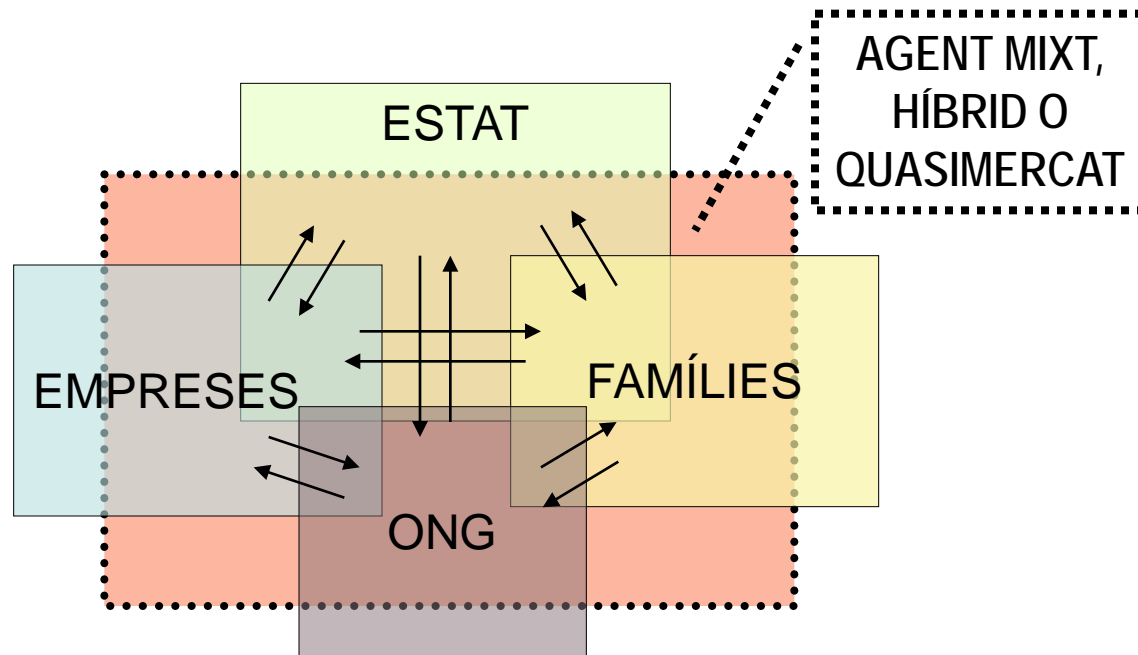 AGENT MIXT,
HÍBRID O
QUASIMERCAT
ESTAT
EMPRESES
FAMÍLIES
ONG